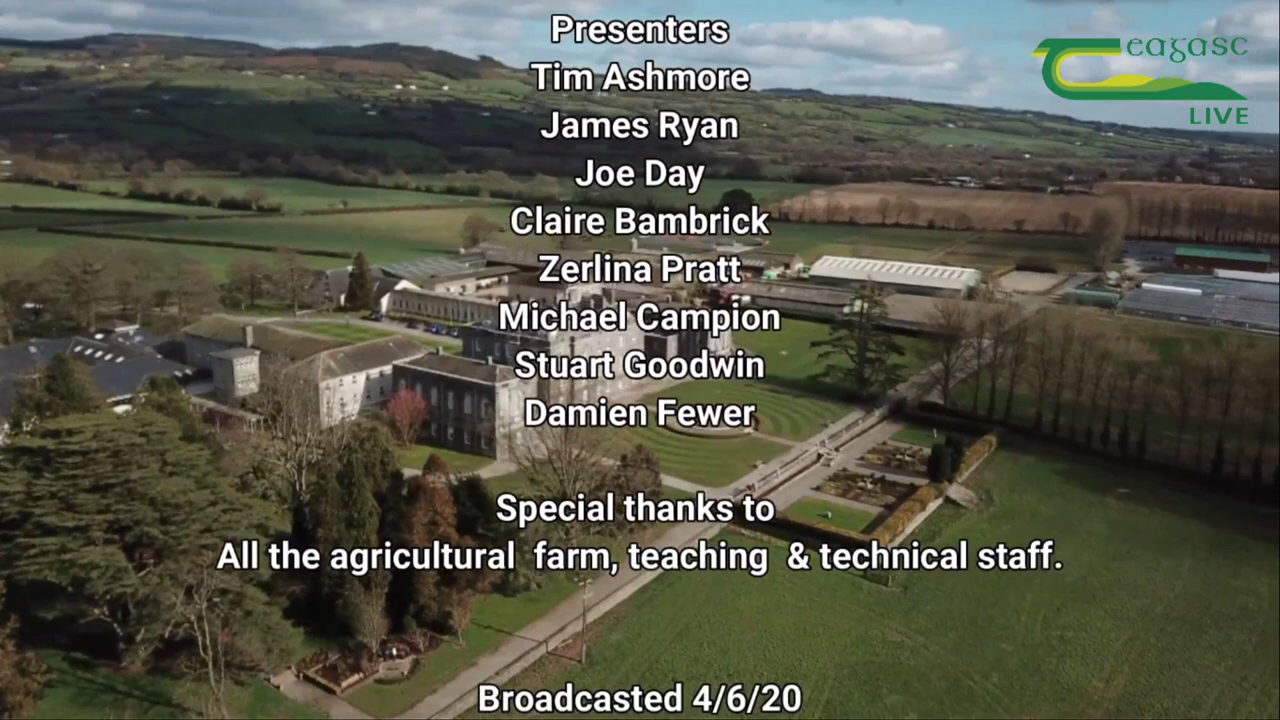 Presenters
Tim Ashmore
James Ryan
Joe Day
Claire Bambrick
Zerlina Pratt
Michael Campion
Stuart Goodwin
Damien Fewer
Special thanks to
All the agricultural  farm, teaching  & technical staff.
Broadcasted 4/6/20
Teagasc
LIVE